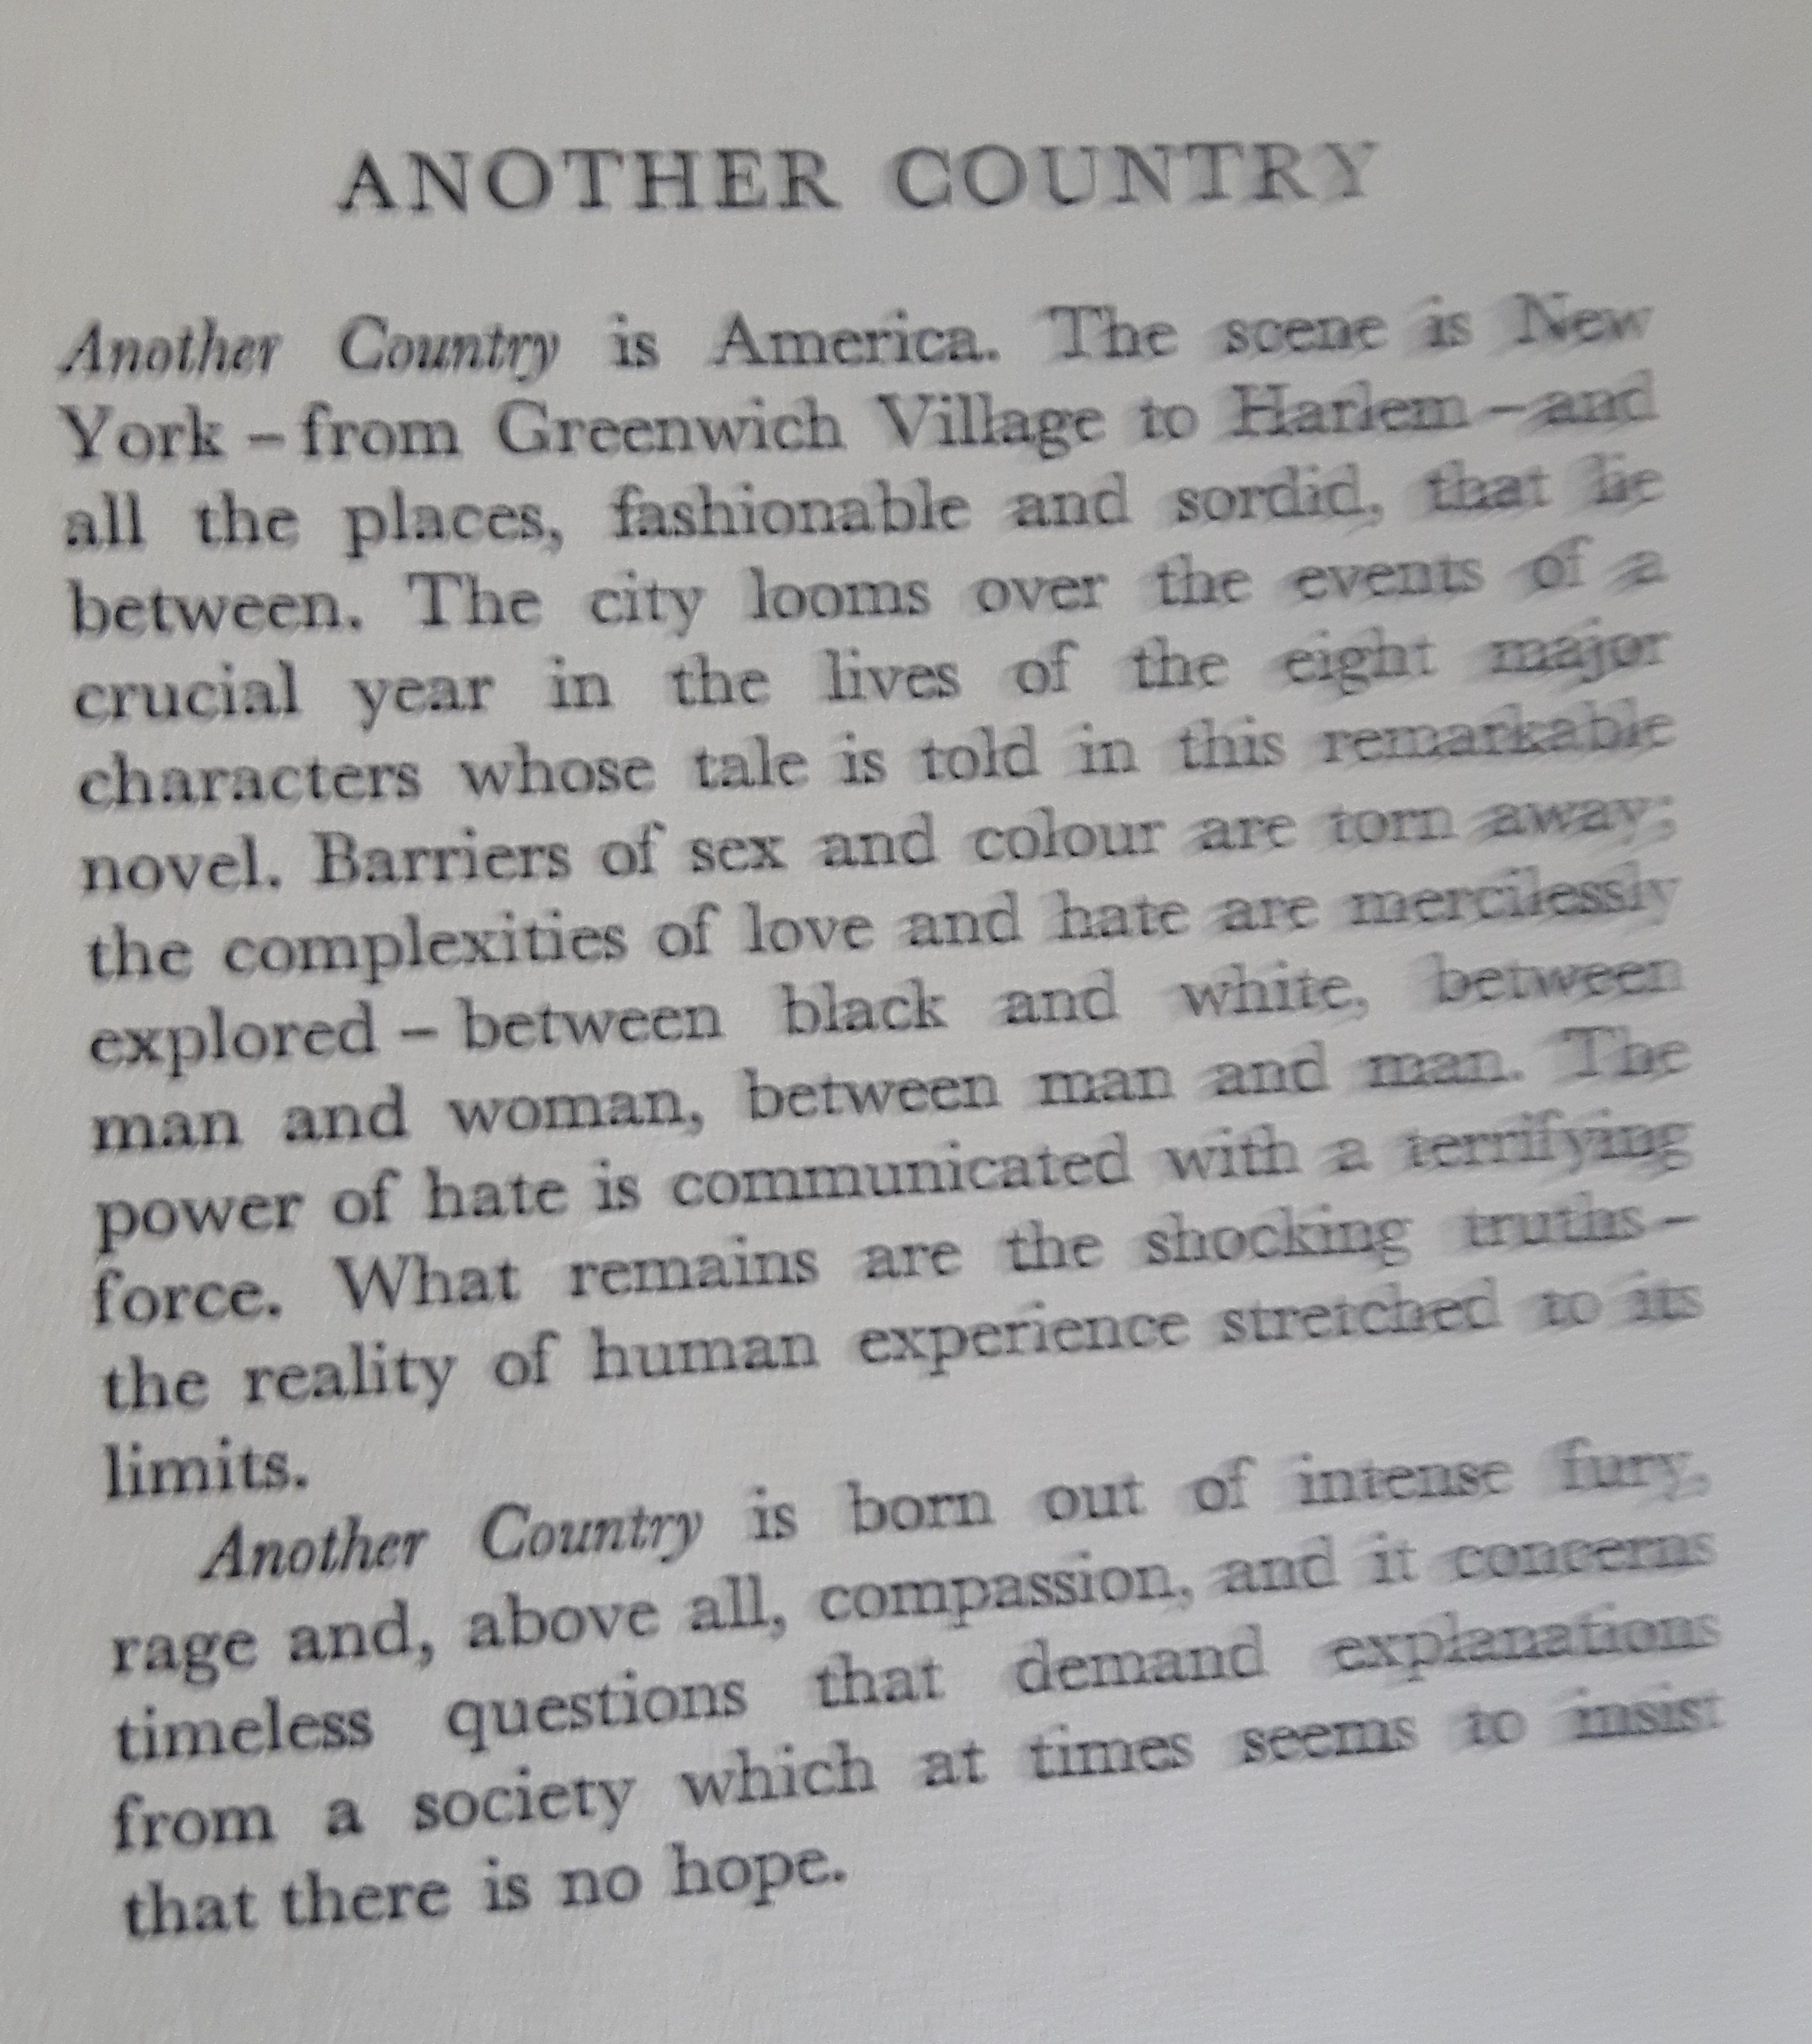 ANOTHER COUNTRY
Another Country is America. The scene is New
York – from Greenwich Village to Harlem – and
all the places, fashionable and sordid, that lie
between. The city looms over the events of a
crucial year in the lives of the eight major
characters whose tale is told in this remarkable
novel. Barriers of sex and colour are torn away;
the complexities of love and hate are mercilessly
explored – between black and white, between
man and woman, between man and man. The
power of hate is communicated with a terrifying
force. What remains are the shocking truths –
the reality of human experience stretched to its
limits.
Another Country is born out of intense fury,
rage and, above all, compassion, and it concerns
timeless questions that demand explanations
from a society which at times seems to insist
that there is no hope.